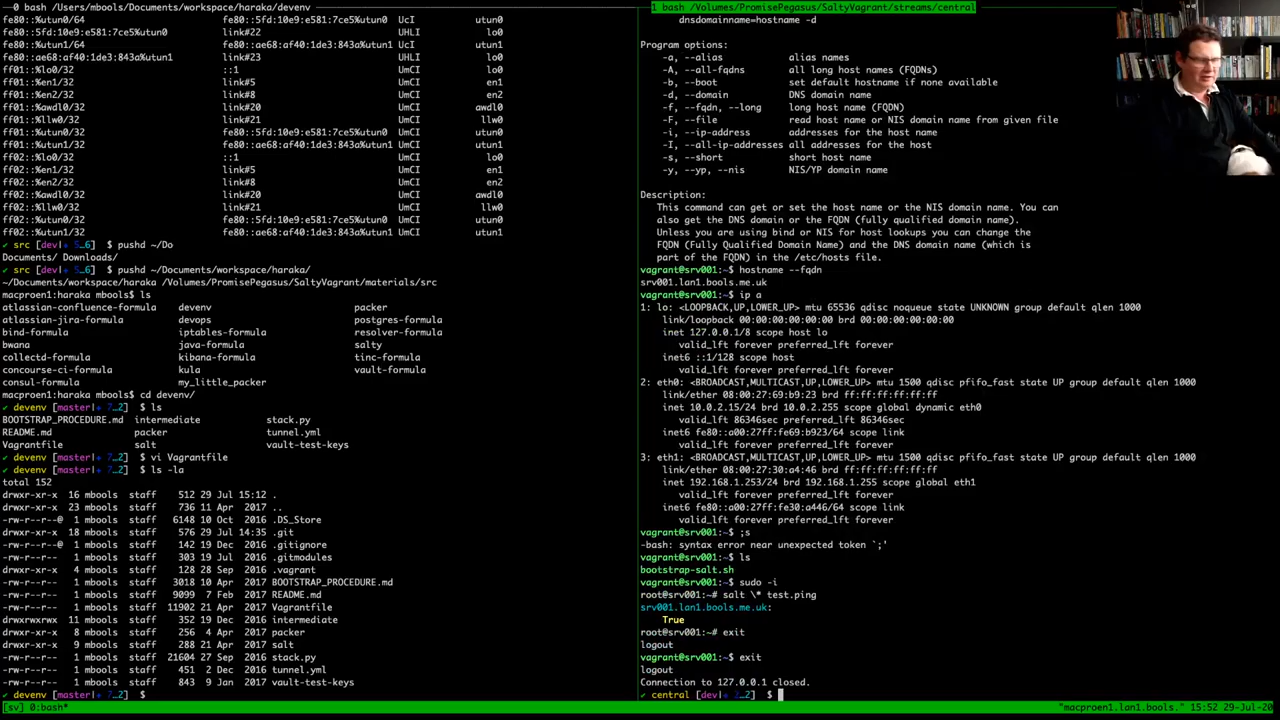 —0 bash /Users/mbools/Documents/workspace/haraka/devenv
fe80::%utun0/64 fe80::5fd:10e9:e581:7ce5%utun0 UcI utun0
fe80::5fd:10e9:e581:7ce5%utun0 link#22 UHLI lo0
fe80::%utun1/64 fe80::ae68:af40:1de3:843a%utun1 UcI utun1
fe80::ae68:af40:1de3:843a%utun1 link#23 UHLI lo0
ff01::%lo0/32 ::1 UmCI lo0
ff01::%en1/32 link#5 UmCI en1
ff01::%en2/32 link#8 UmCI en2
ff01::%awdl0/32 link#20 UmCI awdl0
ff01::%llw0/32 link#21 UmCI llw0
ff01::%utun0/32 fe80::5fd:10e9:e581:7ce5%utun0 UmCI utun0
ff01::%utun1/32 fe80::ae68:af40:1de3:843a%utun1 UmCI utun1
ff02::%lo0/32 ::1 UmCI lo0
ff02::%en1/32 link#5 UmCI en1
ff02::%en2/32 link#8 UmCI en2
ff02::%awdl0/32 link#20 UmCI awdl0
ff02::%llw0/32 link#21 UmCI llw0
ff02::%utun0/32 fe80::5fd:10e9:e581:7ce5%utun0 UmCI utun0
ff02::%utun1/32 fe80::ae68:af40:1de3:843a%utun1 UmCI utun1
✔ src [dev|✚ 5…6] $ pushd ~/Do
Documents/ Downloads/
✔ src [dev|✚ 5…6] $ pushd ~/Documents/workspace/haraka/
~/Documents/workspace/haraka /Volumes/PromisePegasus/SaltyVagrant/materials/src
macproen1:haraka mbools$ ls
atlassian-confluence-formula devenv packer
atlassian-jira-formula devops postgres-formula
bind-formula iptables-formula resolver-formula
bwana java-formula salty
collectd-formula kibana-formula tinc-formula
concourse-ci-formula kula vault-formula
consul-formula my_little_packer
macproen1:haraka mbools$ cd devenv/
✔ devenv [master|✚ 7…2] $ ls
BOOTSTRAP_PROCEDURE.md intermediate stack.py
README.md packer tunnel.yml
Vagrantfile salt vault-test-keys
✔ devenv [master|✚ 7…2] $ vi Vagrantfile
✔ devenv [master|✚ 7…2] $ ls -la
total 152
drwxr-xr-x 16 mbools staff 512 29 Jul 15:12 .
drwxr-xr-x 23 mbools staff 736 11 Apr 2017 ..
-rw-r--r--@ 1 mbools staff 6148 10 Oct 2016 .DS_Store
drwxr-xr-x 18 mbools staff 576 29 Jul 14:35 .git
-rw-r--r--@ 1 mbools staff 142 19 Dec 2016 .gitignore
-rw-r--r-- 1 mbools staff 303 19 Jul 2016 .gitmodules
drwxr-xr-x 4 mbools staff 128 28 Sep 2016 .vagrant
-rw-r--r-- 1 mbools staff 3018 10 Apr 2017 BOOTSTRAP_PROCEDURE.md
-rw-r--r-- 1 mbools staff 9099 7 Feb 2017 README.md
-rw-r--r-- 1 mbools staff 11902 21 Apr 2017 Vagrantfile
drwxrwxrwx 11 mbools staff 352 19 Dec 2016 intermediate
drwxr-xr-x 8 mbools staff 256 4 Apr 2017 packer
drwxr-xr-x 9 mbools staff 288 21 Apr 2017 salt
-rw-r--r-- 1 mbools staff 21604 27 Sep 2016 stack.py
-rw-r--r-- 1 mbools staff 451 2 Dec 2016 tunnel.yml
-rw-r--r-- 1 mbools staff 843 9 Jan 2017 vault-test-keys
✔ devenv [master|✚ 7…2] $
1 bash /Volumes/PromisePegasus/SaltyVagrant/streams/central
dnsdomainname=hostname -d
Program options:
-a, --alias alias names
-A, --all-fqdns all long host names (FQDNs)
-b, --boot set default hostname if none available
-d, --domain DNS domain name
-f, --fqdn, --long long host name (FQDN)
-F, --file read host name or NIS domain name from given file
-i, --ip-address addresses for the host name
-I, --all-ip-addresses all addresses for the host
-s, --short short host name
-y, --yp, --nis NIS/YP domain name
Description:
This command can get or set the host name or the NIS domain name. You can
also get the DNS domain or the FQDN (fully qualified domain name).
Unless you are using bind or NIS for host lookups you can change the
FQDN (Fully Qualified Domain Name) and the DNS domain name (which is
part of the FQDN) in the /etc/hosts file.
vagrant@srv001:~$ hostname --fqdn
srv001.lan1.bools.me.uk
vagrant@srv001:~$ ip a
1: lo: <LOOPBACK,UP,LOWER_UP> mtu 65536 qdisc noqueue state UNKNOWN group default qlen 1000
link/loopback 00:00:00:00:00:00 brd 00:00:00:00:00:00
inet 127.0.0.1/8 scope host lo
valid_lft forever preferred_lft forever
inet6 ::1/128 scope host
valid_lft forever preferred_lft forever
2: eth0: <BROADCAST,MULTICAST,UP,LOWER_UP> mtu 1500 qdisc pfifo_fast state UP group default qlen 1000
link/ether 08:00:27:69:b9:23 brd ff:ff:ff:ff:ff:ff
inet 10.0.2.15/24 brd 10.0.2.255 scope global dynamic eth0
valid_lft 86346sec preferred_lft 86346sec
inet6 fe80::a00:27ff:fe69:b923/64 scope link
valid_lft forever preferred_lft forever
3: eth1: <BROADCAST,MULTICAST,UP,LOWER_UP> mtu 1500 qdisc pfifo_fast state UP group default qlen 1000
link/ether 08:00:27:30:a4:46 brd ff:ff:ff:ff:ff:ff
inet 192.168.1.253/24 brd 192.168.1.255 scope global eth1
valid_lft forever preferred_lft forever
inet6 fe80::a00:27ff:fe30:a446/64 scope link
valid_lft forever preferred_lft forever
vagrant@srv001:~$ ;s
-bash: syntax error near unexpected token `;'
vagrant@srv001:~$ ls
bootstrap-salt.sh
vagrant@srv001:~$ sudo -i
root@srv001:~# salt \* test.ping
srv001.lan1.bools.me.uk:
True
root@srv001:~# exit
logout
vagrant@srv001:~$ exit
logout
Connection to 127.0.0.1 closed.
✔ central [dev|✚ 2…2] $
[sv] 0:bash* "macproen1.lan1.bools." 15:52 29-Jul-20